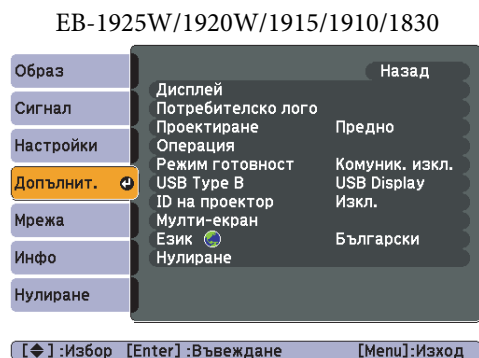 EB-1925W/1920W/1915/1910/1830
Образ
Сигнал
Настройки
Допълнит.
Мрежа
Инфо
Нулиране
Назад
Дисплей
Потребителско лого
Проектиране Предно
Операция
Режим готовност Комуник. изкл.
USB Type B USB Display
ID на проектор Изкл.
Мулти-екран
Език Български
Нулиране
[◆] :Избор [Enter] :Въвеждане [Menu]:Изход